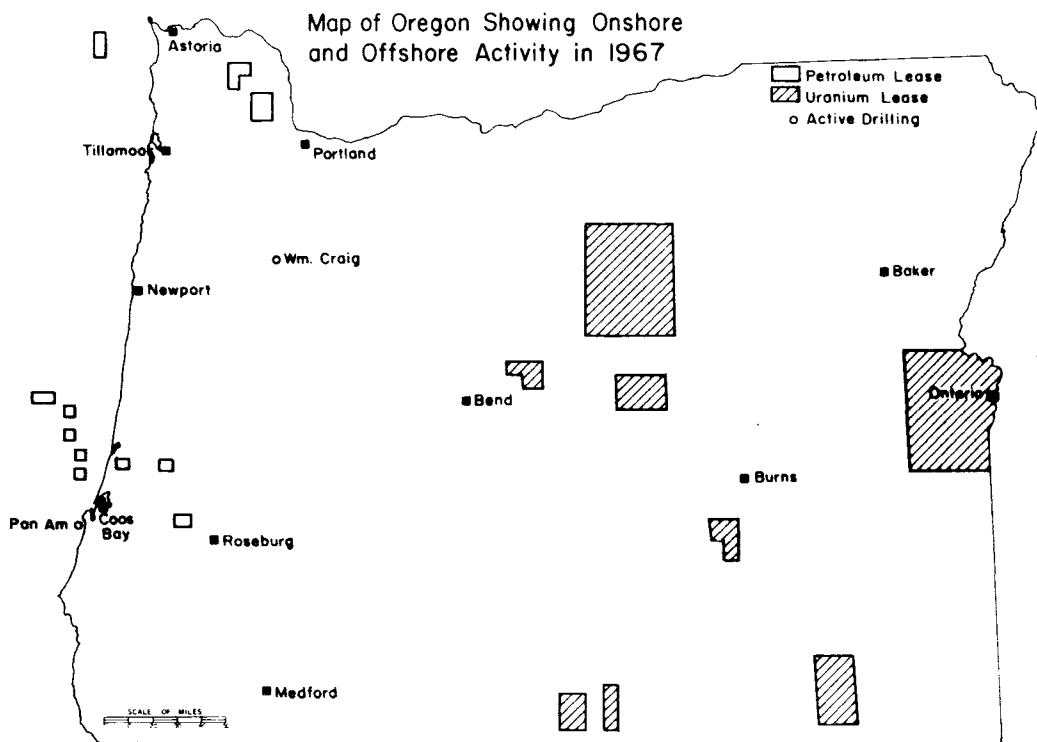 Map of Oregon Showing Onshore
and Offshore Activity in 1967
Astoria
Petroleum Lease
Uranium Lease
Active Drilling
Tillamook
Portland
Wm. Craig
Baker
Newport
Bend
Ontario
Burns
Pan Am
Coos
Bay
Roseburg
Medford
SCALE OF MILES